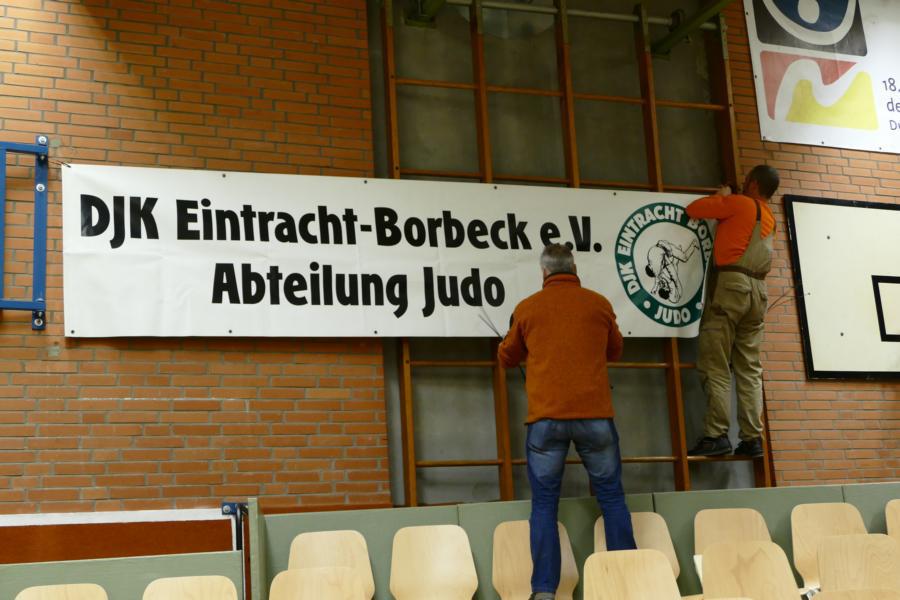 DJK Eintracht-Borbeck e.V.
Abteilung Judo
DJK EINTRACHT BOR
JUDO
18,
de